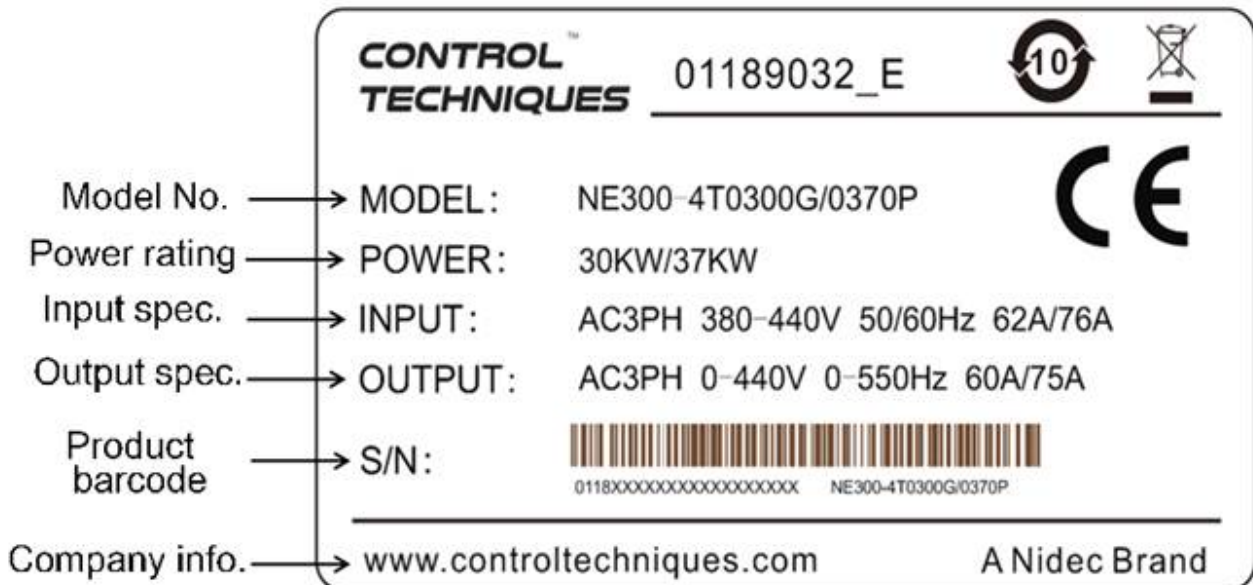 CONTROL™
TECHNIQUES
01189032_E
10
CE
Model No.
MODEL: NE300-4T0300G/0370P
Power rating
POWER: 30KW/37KW
Input spec.
INPUT: AC3PH 380-440V 50/60Hz 62A/76A
Output spec.
OUTPUT: AC3PH 0-440V 0-550Hz 60A/75A
Product
barcode
S/N:
0118XXXXXXXXXXXXXXXXX NE300-4T0300G/0370P
Company info.
www.controltechniques.com A Nidec Brand